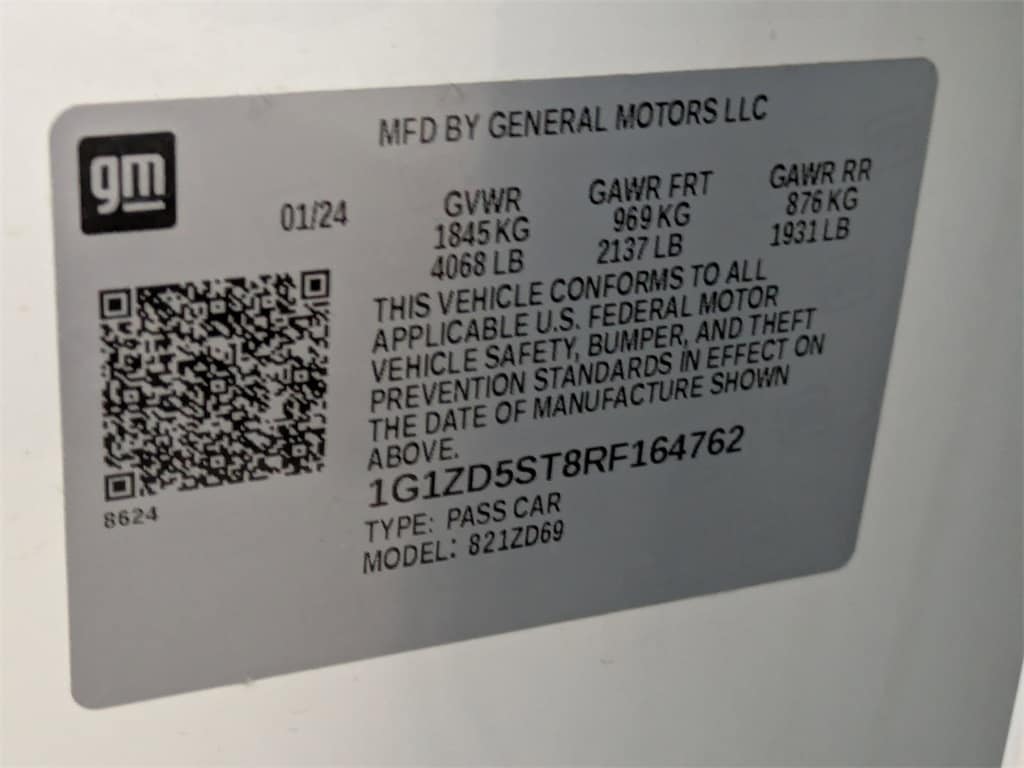 MFD BY GENERAL MOTORS LLC
gm
01/24
GVWR
1845 KG
4068 LB
GAWR FRT
969 KG
2137 LB
GAWR RR
876 KG
1931 LB
THIS VEHICLE CONFORMS TO ALL
APPLICABLE U.S. FEDERAL MOTOR
VEHICLE SAFETY, BUMPER, AND THEFT
PREVENTION STANDARDS IN EFFECT ON
THE DATE OF MANUFACTURE SHOWN
ABOVE.
1G1ZD5ST8RF164762
8624
TYPE: PASS CAR
MODEL: 821ZD69